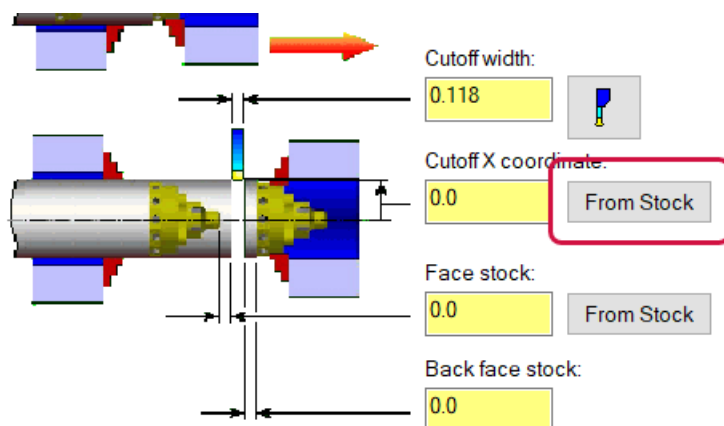 Cutoff width:
0.118
Cutoff X coordinate:
0.0
From Stock
Face stock:
0.0
From Stock
Back face stock:
0.0